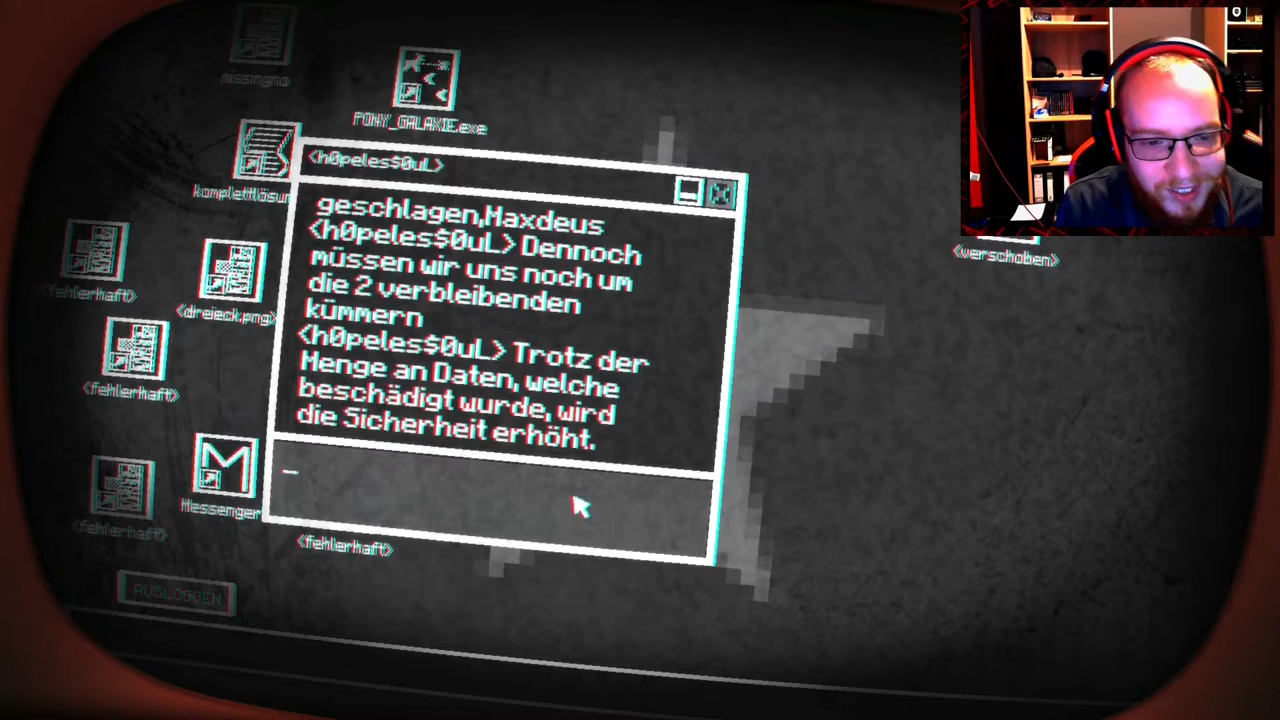 missingno
PONY_GALAXIE.exe
komplettlösun
<h0peles$0uL>
geschlagen,Maxdeus
<h0peles$0uL> Dennoch
müssen wir uns noch um
die 2 verbleibenden
kümmern
<h0peles$0uL> Trotz der
Menge an Daten, welche
beschädigt wurde, wird
die Sicherheit erhöht.
_
<verschoben>
<fehlerhaft>
<dreieck.png>
<fehlerhaft>
M
Messenger
<fehlerhaft>
<fehlerhaft>
AUSLOGGEN